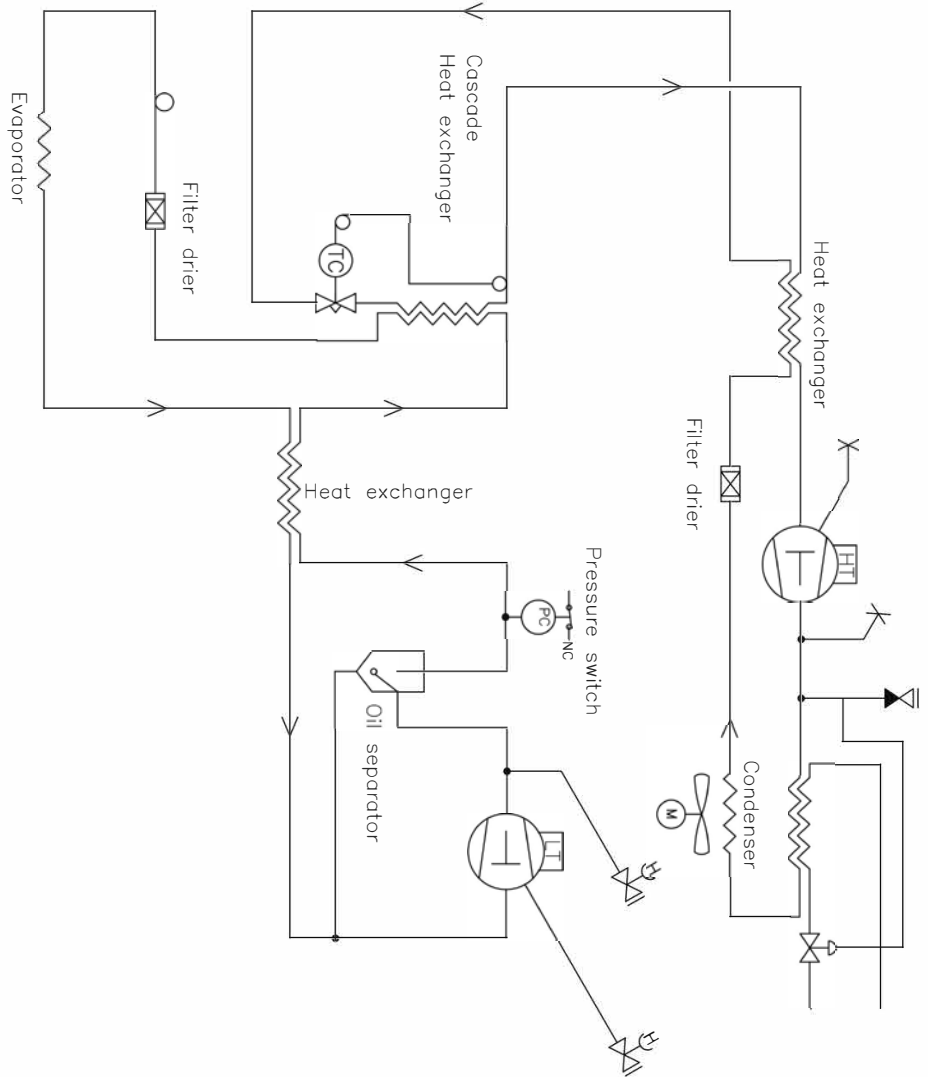 Cascade
Heat exchanger
Evaporator
Filter drier
TC
Heat exchanger
Filter drier
HT
Heat exchanger
Pressure switch
PC
NC
Oil separator
Condenser
M
LT
H
H